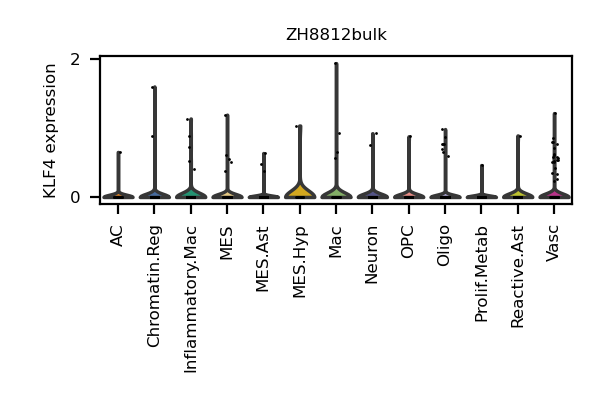 ZH8812bulk
KLF4 expression
2
0
AC
Chromatin.Reg
Inflammatory.Mac
MES
MES.Ast
MES.Hyp
Mac
Neuron
OPC
Oligo
Prolif.Metab
Reactive.Ast
Vasc